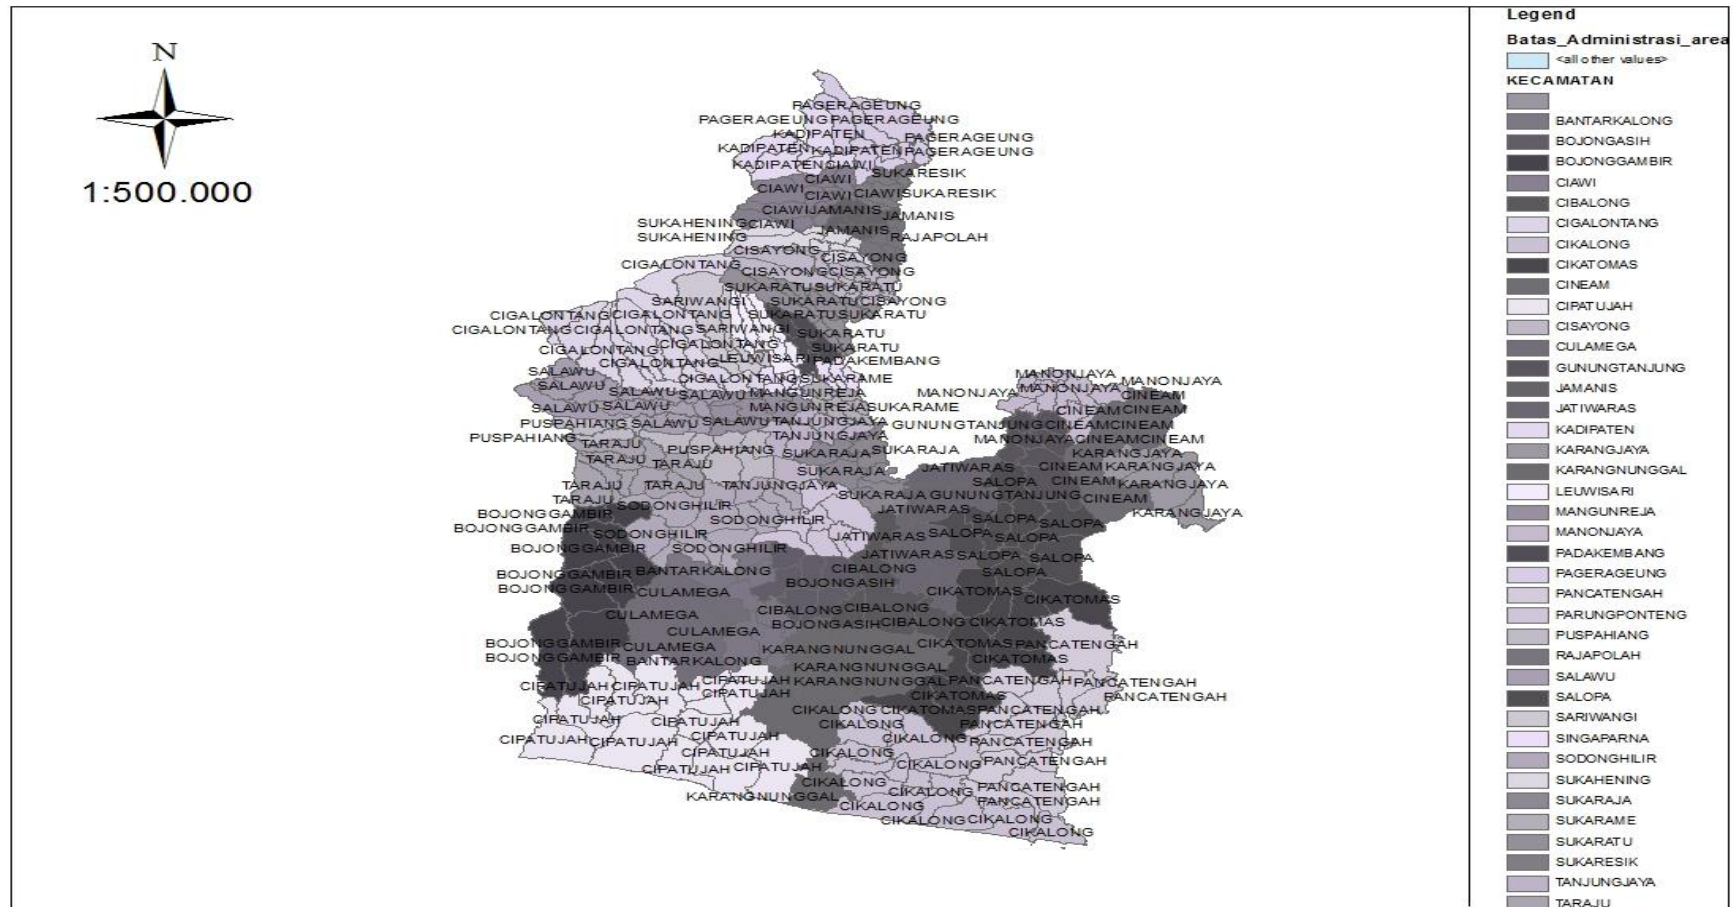 N
1:500.000
PAGERAGEUNG
PAGERAGEUNG PAGERAGEUNG
KADIPATEN PAGERAGEUNG
KADIPATEN KADIPATEN PAGERAGEUNG
KADIPATEN CIAWI
SUKARESIK
CIAWI
CIAWI CIAWI CIAWI SUKARESIK
CIAWI JAMANIS JAMANIS
SUKAHENING CIAWI
JAMANIS
SUKAHENING RAJAPOLAH
CISAYONG CISAYONG
CIGALONTANG
CISAYONG CISAYONG
SUKARATU SUKARATU
SARIWANGI SUKARATU CISAYONG
CIGALONTANG CIGALONTANG SUKARATU SUKARATU
CIGALONTANG CIGALONTANG SARIWANGI SUKARATU
CIGALONTANG CIGALONTANG SUKARATU
LEUWISARI PADAKEMBANG
CIGALONTANG
SALAWU CIGALONTANG SUKARAME
MANONJAYA MANONJAYA
SALAWU SALAWU SALAWU MANGUNREJA MANONJAYA MANONJAYA CINEAM
SALAWU SALAWU MANGUNREJA SUKARAME CINEAM CINEAM
PUSPAHIANG SALAWU SALAWU TANJUNGJAYA GUNUNGTANJUNG CINEAM CINEAM
PUSPAHIANG TARAJU TANJUNGJAYA MANONJAYA CINEAM CINEAM
PUSPAHIANG SUKARAJA SUKARAJA KARANGJAYA
TARAJU TARAJU SUKARAJA JATIWARAS CINEAM KARANGJAYA
TARAJU TARAJU TANJUNGJAYA SALOPA CINEAM KARANGJAYA
TARAJU SUKARAJA GUNUNGTANJUNG CINEAM
BOJONGGAMBIR SODONGHILIR JATIWARAS KARANGJAYA
BOJONGGAMBIR SODONGHILIR SALOPA SALOPA
SODONGHILIR JATIWARAS SALOPA SALOPA
BOJONGGAMBIR SODONGHILIR JATIWARAS SALOPA SALOPA
BOJONGGAMBIR BANTARKALONG CIBALONG SALOPA
BOJONGGAMBIR CULAMEGA BOJONGASIH CIKATOMAS CIKATOMAS
CULAMEGA CIBALONG CIBALONG
CULAMEGA BOJONGASIH CIBALONG CIKATOMAS
BOJONGGAMBIR CULAMEGA KARANGNUNGGAL CIKATOMAS PANCATENGAH
BOJONGGAMBIR BANTARKALONG KARANGNUNGGAL CIKATOMAS
CIPATUJAH CIPATUJAH CIPATUJAH KARANGNUNGGAL PANCATENGAH PANCATENGAH
CIPATUJAH CIPATUJAH CIKATOMAS PANCATENGAH
CIKALONG CIKATOMAS PANCATENGAH
CIPATUJAH CIPATUJAH CIKALONG PANCATENGAH
CIPATUJAH CIPATUJAH CIPATUJAH CIKALONG PANCATENGAH
CIPATUJAH CIKALONG CIKALONG PANCATENGAH
CIPATUJAH CIPATUJAH
CIKALONG PANCATENGAH
KARANGNUNGGAL CIKALONG PANCATENGAH
CIKALONG
CIKALONG CIKALONG
CIKALONG
Legend
Batas_Administrasi_area
<all other values>
KECAMATAN
BANTARKALONG
BOJONGASIH
BOJONGGAMBIR
CIAWI
CIBALONG
CIGALONTANG
CIKALONG
CIKATOMAS
CINEAM
CIPATUJAH
CISAYONG
CULAMEGA
GUNUNGTANJUNG
JAMANIS
JATIWARAS
KADIPATEN
KARANGJAYA
KARANGNUNGGAL
LEUWISARI
MANGUNREJA
MANONJAYA
PADAKEMBANG
PAGERAGEUNG
PANCATENGAH
PARUNGPONTENG
PUSPAHIANG
RAJAPOLAH
SALAWU
SALOPA
SARIWANGI
SINGAPARNA
SODONGHILIR
SUKAHENING
SUKARAJA
SUKARAME
SUKARATU
SUKARESIK
TANJUNGJAYA
TARAJU